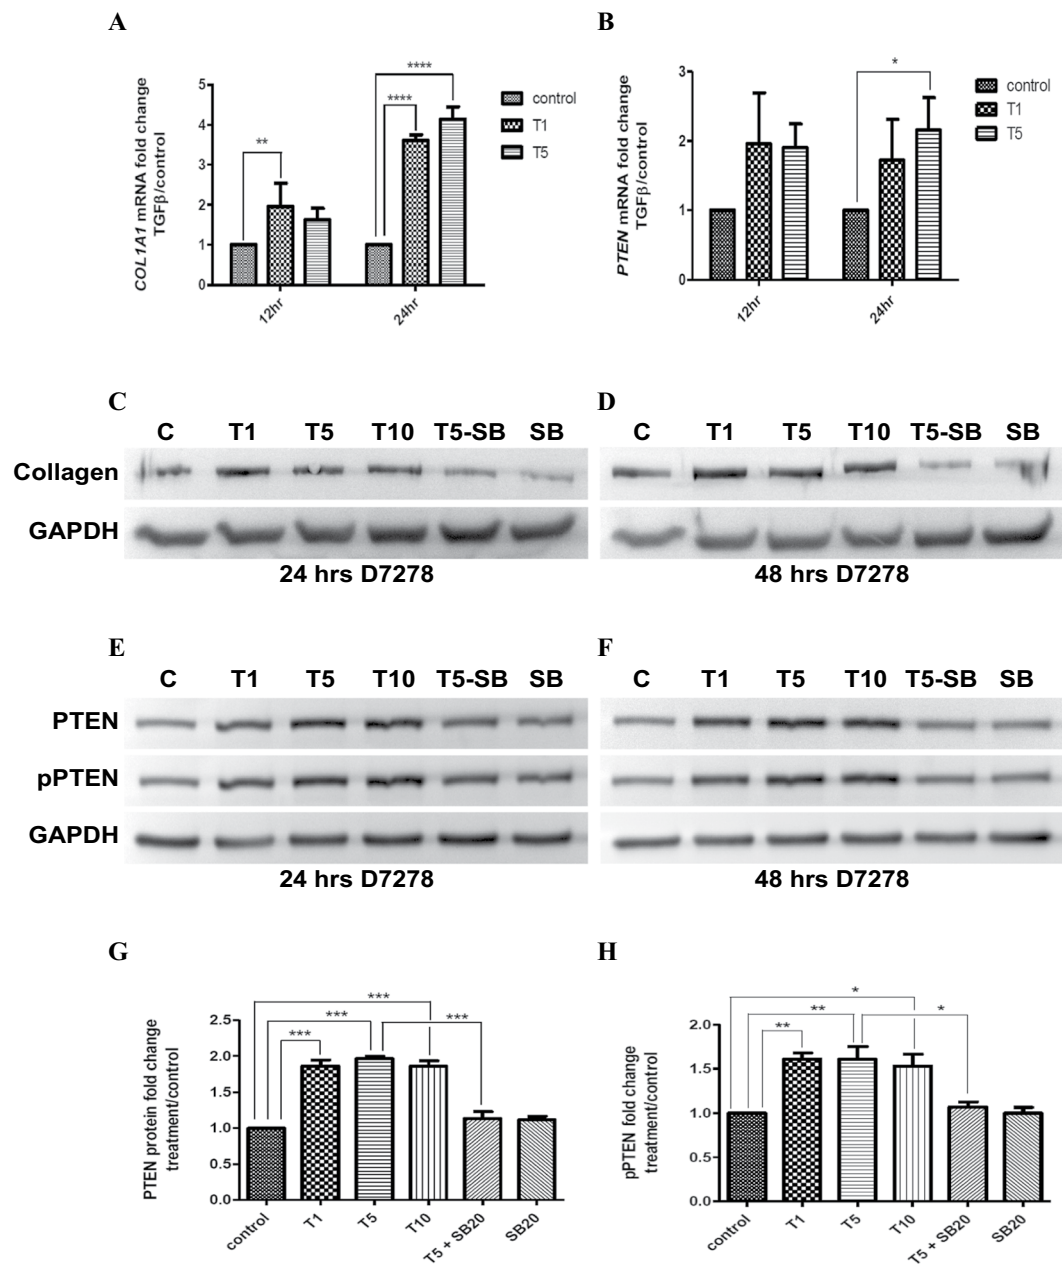 A
COL1A1 mRNA fold change
TGFβ/control
5
4
3
2
1
0
**
****
****
12hr
24hr
control
T1
T5
B
PTEN mRNA fold change
TGFβ/control
3
2
1
0
*
12hr
24hr
control
T1
T5
C
C T1 T5 T10 T5-SB SB
Collagen
GAPDH
24 hrs D7278
D
C T1 T5 T10 T5-SB SB
48 hrs D7278
E
C T1 T5 T10 T5-SB SB
PTEN
pPTEN
GAPDH
24 hrs D7278
F
C T1 T5 T10 T5-SB SB
48 hrs D7278
G
PTEN protein fold change
treatment/control
2.5
2.0
1.5
1.0
0.5
0.0
***
***
***
***
control
T1
T5
T10
T5 + SB20
SB20
H
pPTEN fold change
treatment/control
2.0
1.5
1.0
0.5
0.0
*
**
*
**
control
T1
T5
T10
T5 + SB20
SB20